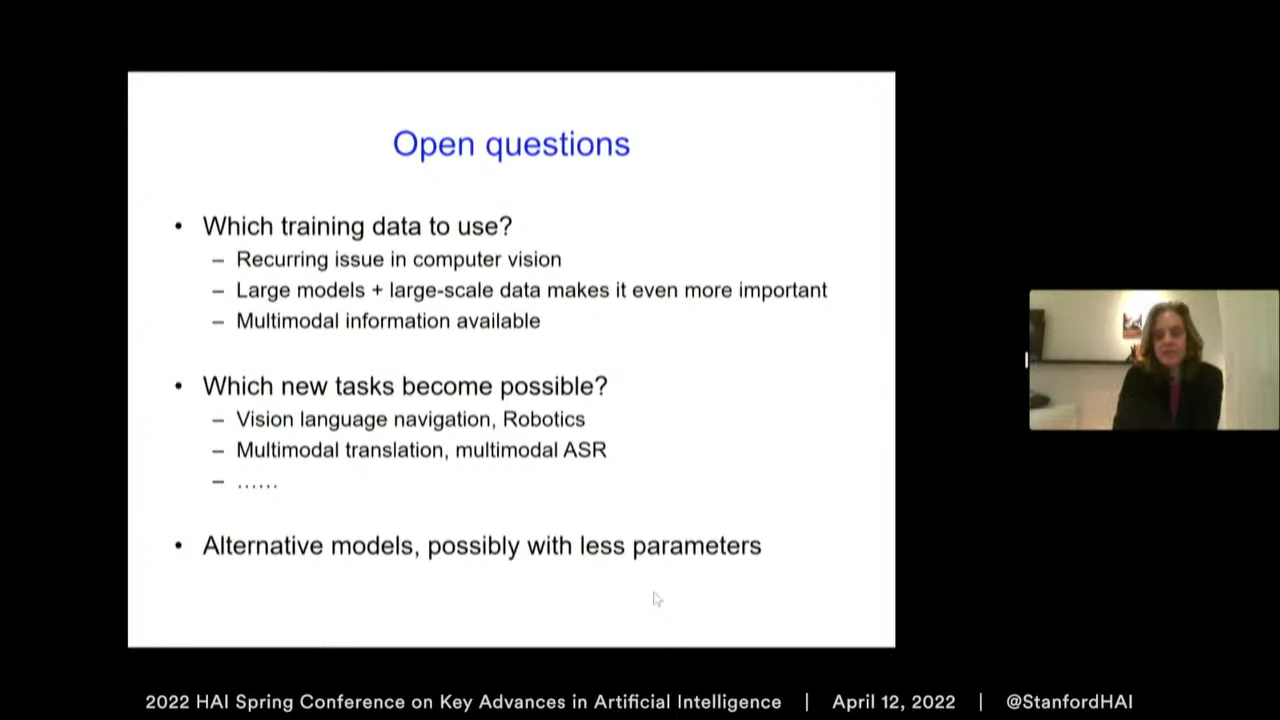 Open questions
• Which training data to use?
– Recurring issue in computer vision
– Large models + large-scale data makes it even more important
– Multimodal information available
• Which new tasks become possible?
– Vision language navigation, Robotics
– Multimodal translation, multimodal ASR
– ......
• Alternative models, possibly with less parameters
2022 HAI Spring Conference on Key Advances in Artificial Intelligence | April 12, 2022 | @StanfordHAI